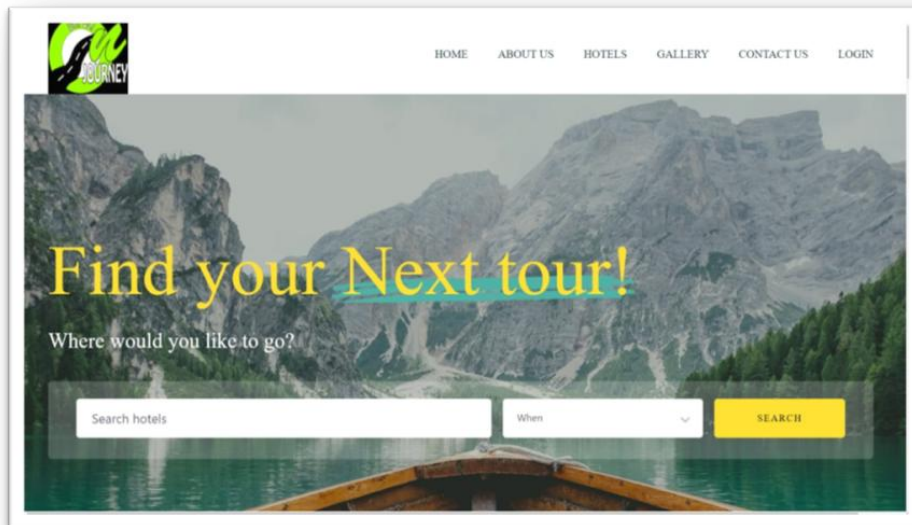 JOURNEY
HOME ABOUT US HOTELS GALLERY CONTACT US LOGIN
Find your Next tour!
Where would you like to go?
Search hotels When SEARCH